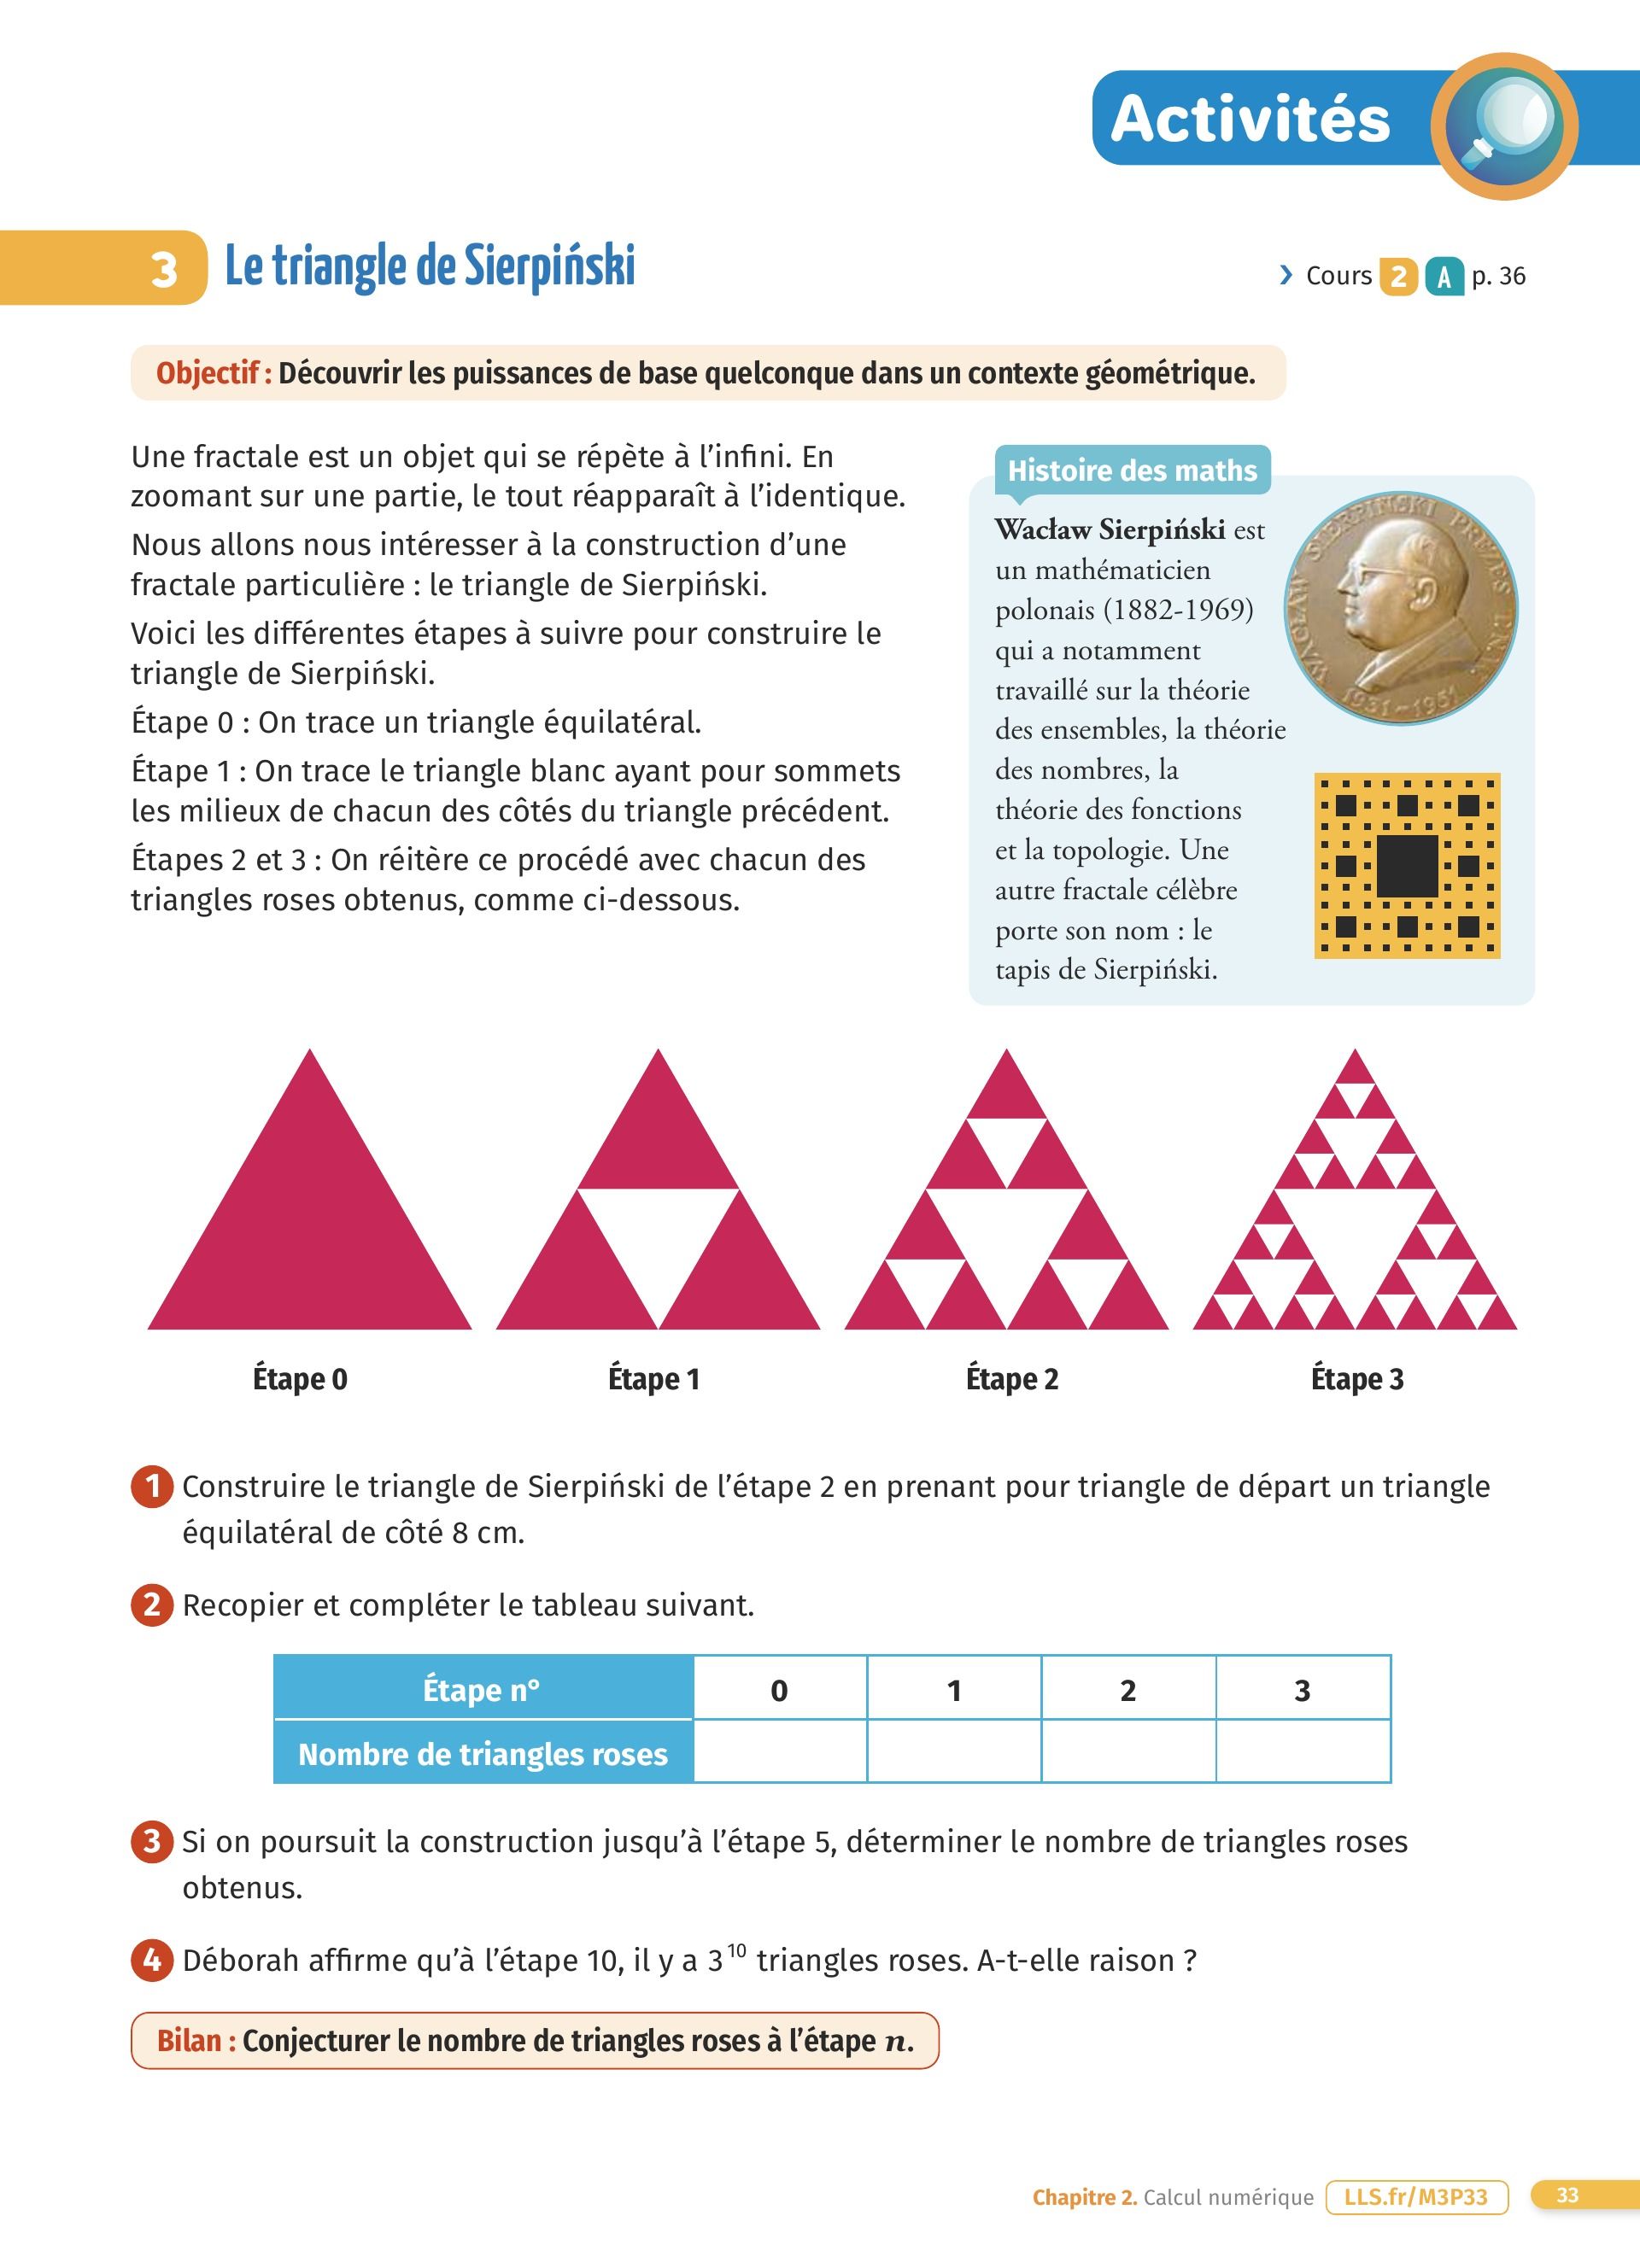 Activités
3 Le triangle de Sierpiński
› Cours 2 A p. 36
Objectif : Découvrir les puissances de base quelconque dans un contexte géométrique.
Une fractale est un objet qui se répète à l’infini. En
zoomant sur une partie, le tout réapparaît à l’identique.
Nous allons nous intéresser à la construction d’une
fractale particulière : le triangle de Sierpiński.
Voici les différentes étapes à suivre pour construire le
triangle de Sierpiński.
Étape 0 : On trace un triangle équilatéral.
Étape 1 : On trace le triangle blanc ayant pour sommets
les milieux de chacun des côtés du triangle précédent.
Étapes 2 et 3 : On réitère ce procédé avec chacun des
triangles roses obtenus, comme ci-dessous.
Histoire des maths
Wacław Sierpiński est
un mathématicien
polonais (1882-1969)
qui a notamment
travaillé sur la théorie
des ensembles, la théorie
des nombres, la
théorie des fonctions
et la topologie. Une
autre fractale célèbre
porte son nom : le
tapis de Sierpiński.
WACŁAW SIERPIŃSKI PREZES
1931-1951
Étape 0
Étape 1
Étape 2
Étape 3
1 Construire le triangle de Sierpiński de l’étape 2 en prenant pour triangle de départ un triangle
équilatéral de côté 8 cm.
2 Recopier et compléter le tableau suivant.
Étape n° 0 1 2 3
Nombre de triangles roses
3 Si on poursuit la construction jusqu’à l’étape 5, déterminer le nombre de triangles roses
obtenus.
4 Déborah affirme qu’à l’étape 10, il y a 3¹⁰ triangles roses. A-t-elle raison ?
Bilan : Conjecturer le nombre de triangles roses à l’étape n.
Chapitre 2. Calcul numérique LLS.fr/M3P33 33